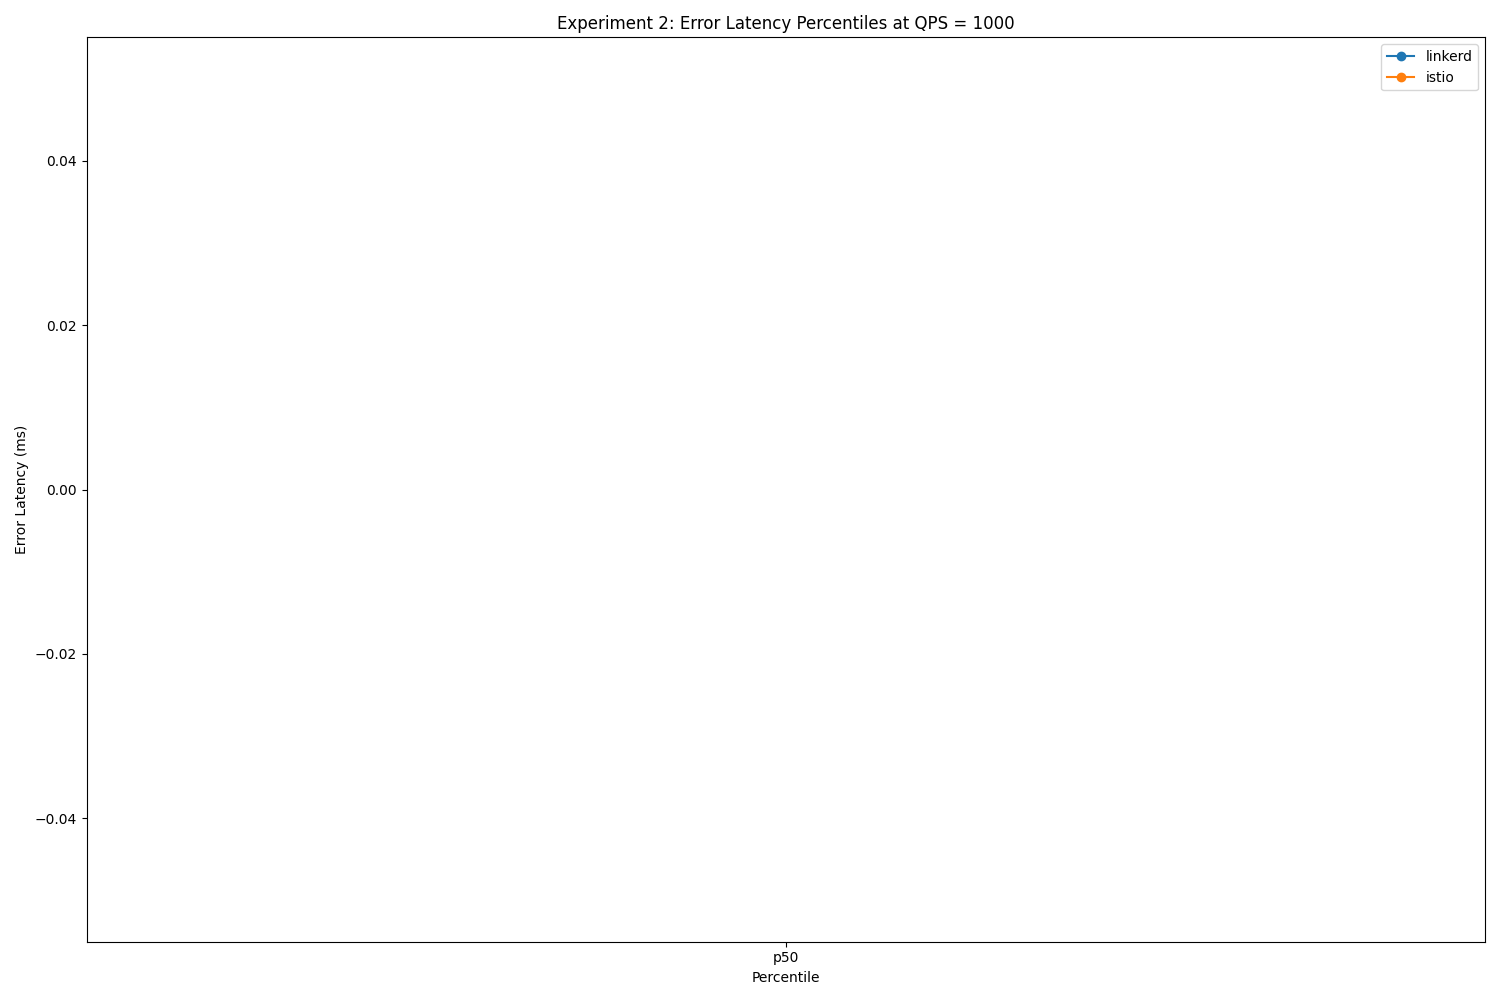 Experiment 2: Error Latency Percentiles at QPS = 1000
linkerd
istio
0.04
0.02
0.00
−0.02
−0.04
Error Latency (ms)
p50
Percentile